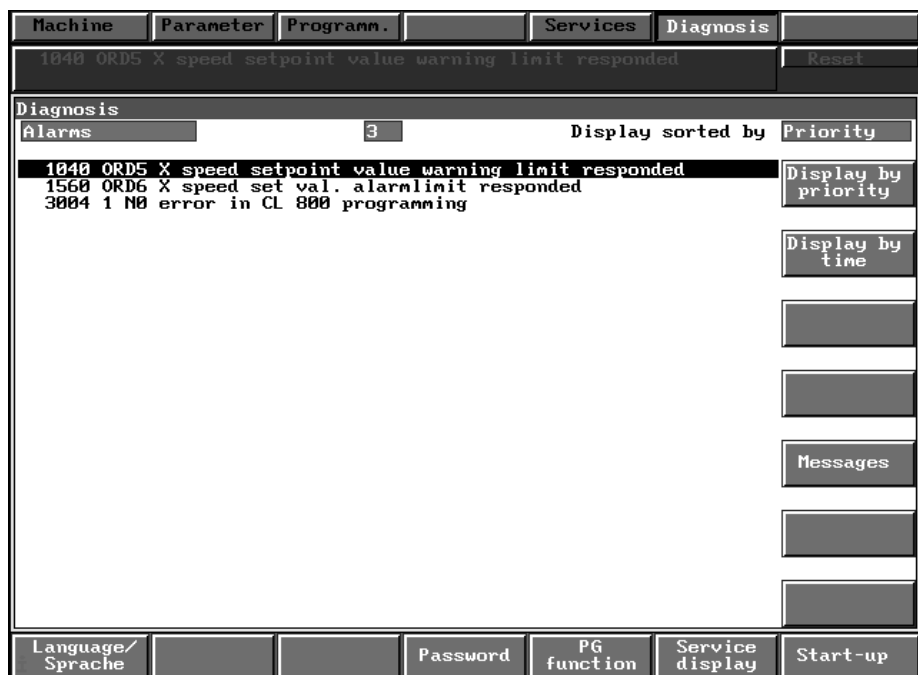 Machine Parameter Programm. Services Diagnosis
1040 ORD5 X speed setpoint value warning limit responded Reset
Diagnosis
Alarms 3 Display sorted by Priority
1040 ORD5 X speed setpoint value warning limit responded
1560 ORD6 X speed set val. alarmlimit responded
3004 1 N0 error in CL 800 programming
Display by
priority
Display by
time
Messages
Language/
Sprache
Password
PG
function
Service
display
Start-up